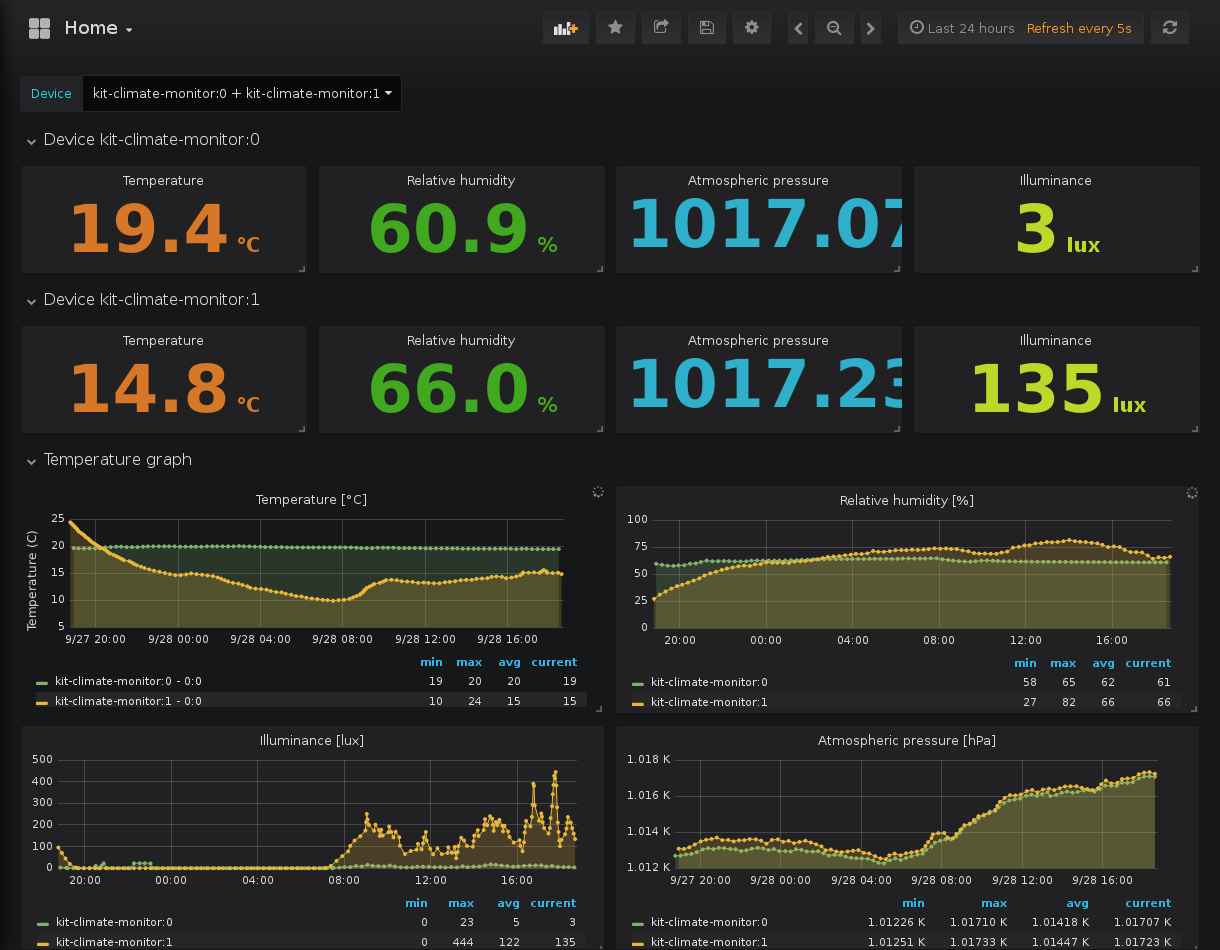 Home
Last 24 hours Refresh every 5s
Device kit-climate-monitor:0 + kit-climate-monitor:1
Device kit-climate-monitor:0
Temperature Relative humidity Atmospheric pressure Illuminance
19.4 °C 60.9 % 1017.07 3 lux
Device kit-climate-monitor:1
Temperature Relative humidity Atmospheric pressure Illuminance
14.8 °C 66.0 % 1017.23 135 lux
Temperature graph
Temperature [°C]
Temperature (C)
25
20
15
10
5
9/27 20:00 9/28 00:00 9/28 04:00 9/28 08:00 9/28 12:00 9/28 16:00
min max avg current
kit-climate-monitor:0 - 0:0 19 20 20 19
kit-climate-monitor:1 - 0:0 10 24 15 15
Relative humidity [%]
100
75
50
25
0
20:00 00:00 04:00 08:00 12:00 16:00
min max avg current
kit-climate-monitor:0 58 65 62 61
kit-climate-monitor:1 27 82 66 66
Illuminance [lux]
500
400
300
200
100
0
20:00 00:00 04:00 08:00 12:00 16:00
min max avg current
kit-climate-monitor:0 0 23 5 3
kit-climate-monitor:1 0 444 122 135
Atmospheric pressure [hPa]
1.018 K
1.016 K
1.014 K
1.012 K
9/27 20:00 9/28 00:00 9/28 04:00 9/28 08:00 9/28 12:00 9/28 16:00
min max avg current
kit-climate-monitor:0 1.01226 K 1.01710 K 1.01418 K 1.01707 K
kit-climate-monitor:1 1.01251 K 1.01733 K 1.01447 K 1.01723 K